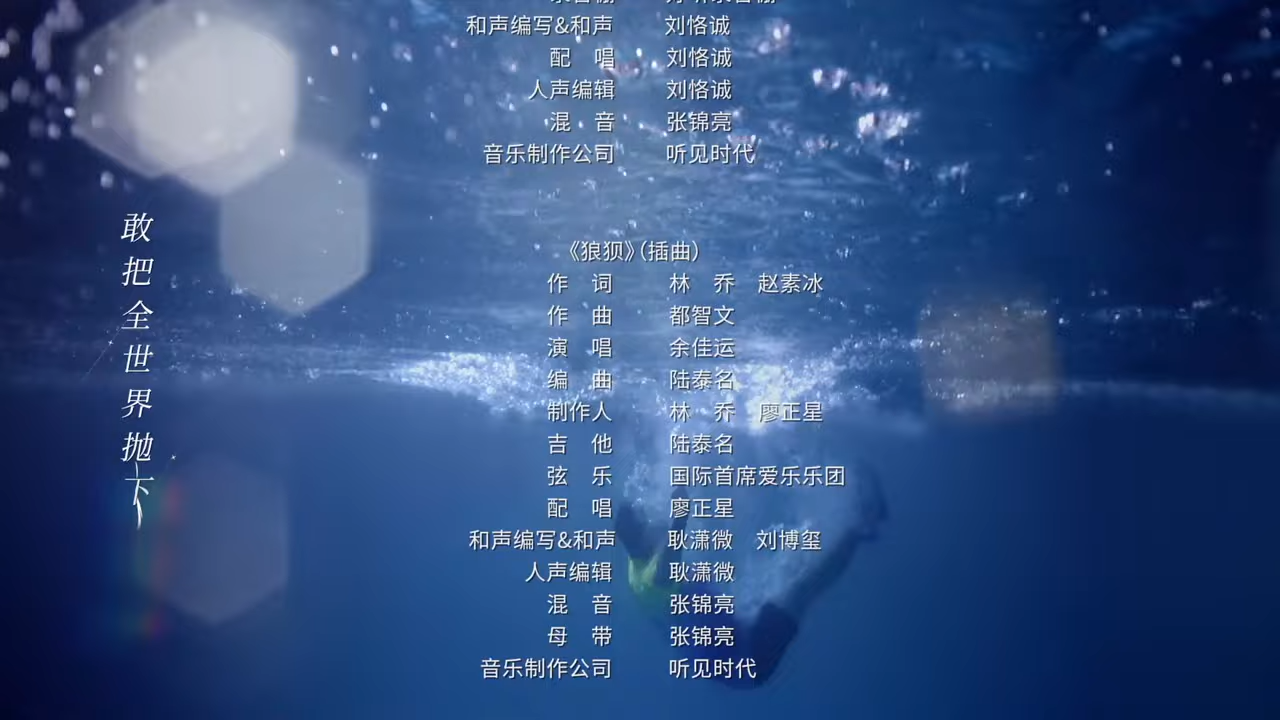 和声编写&和声 刘恪诚
配 唱 刘恪诚
人声编辑 刘恪诚
混 音 张锦亮
音乐制作公司 听见时代
敢把全世界抛下
《狼狈》（插曲）
作 词 林 乔 赵素冰
作 曲 都智文
演 唱 余佳运
编 曲 陆泰名
制作人 林 乔 廖正星
吉 他 陆泰名
弦 乐 国际首席爱乐乐团
配 唱 廖正星
和声编写&和声 耿潇微 刘博玺
人声编辑 耿潇微
混 音 张锦亮
母 带 张锦亮
音乐制作公司 听见时代